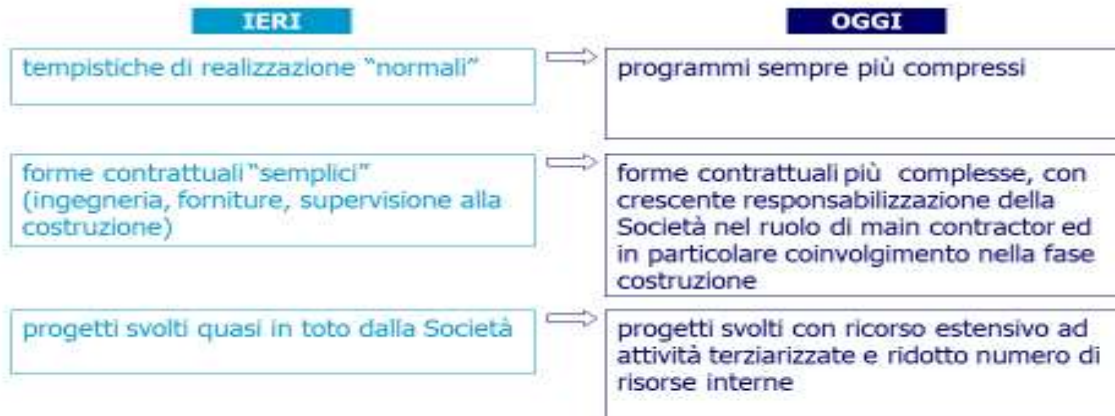 IERI
OGGI
tempistiche di realizzazione “normali”
programmi sempre più compressi
forme contrattuali “semplici”
(ingegneria, forniture, supervisione alla
costruzione)
forme contrattuali più complesse, con
crescente responsabilizzazione della
Società nel ruolo di main contractor ed
in particolare coinvolgimento nella fase
costruzione
progetti svolti quasi in toto dalla Società
progetti svolti con ricorso estensivo ad
attività terziarizzate e ridotto numero di
risorse interne